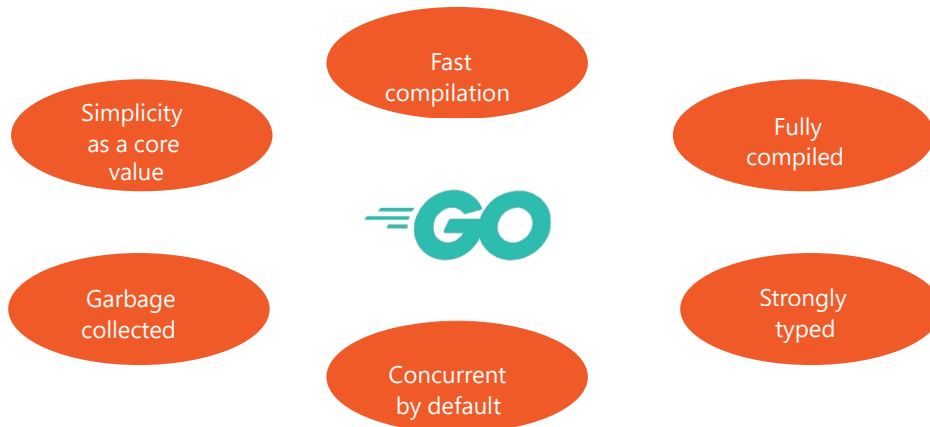 Fast
compilation
Simplicity
as a core
value
Fully
compiled
GO
Garbage
collected
Strongly
typed
Concurrent
by default